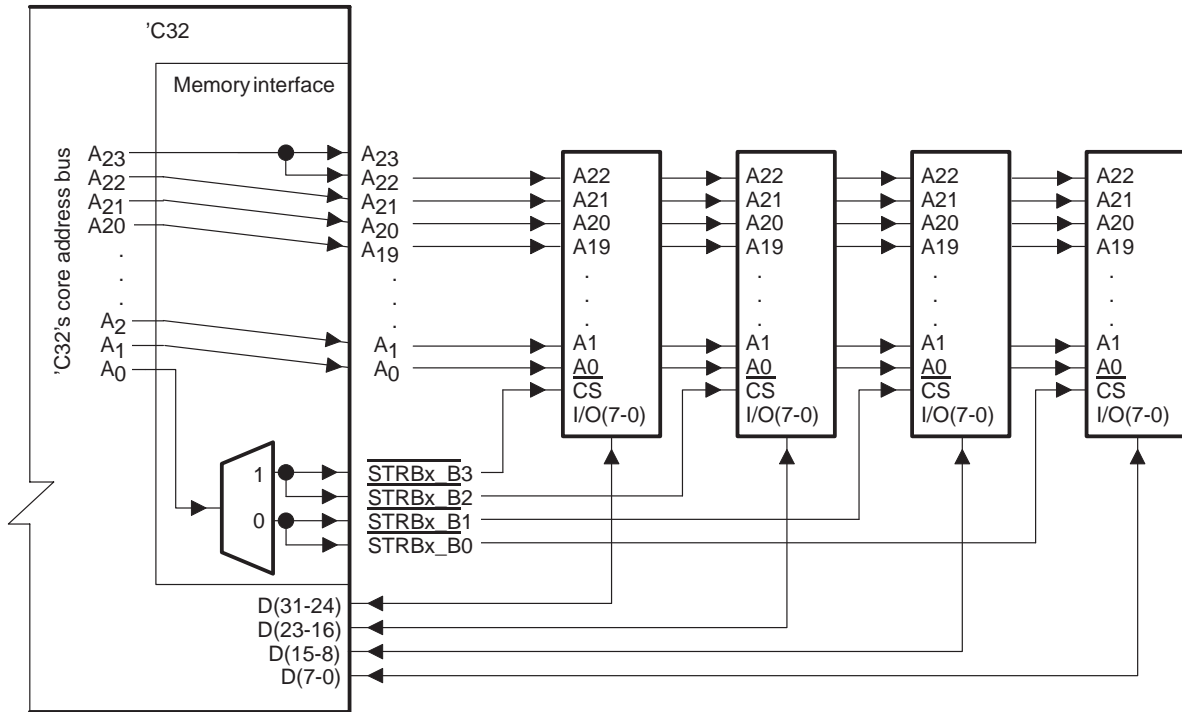 ’C32
Memory interface
’C32’s core address bus
A23
A22
A21
A20
.
.
.
A2
A1
A0
1
0
A23
A22
A21
A20
A19
.
.
.
A1
A0
STRBx_B3
STRBx_B2
STRBx_B1
STRBx_B0
D(31-24)
D(23-16)
D(15-8)
D(7-0)
A22
A21
A20
A19
.
.
.
A1
A0
CS
I/O(7-0)
A22
A21
A20
A19
.
.
.
A1
A0
CS
I/O(7-0)
A22
A21
A20
A19
.
.
.
A1
A0
CS
I/O(7-0)
A22
A21
A20
A19
.
.
.
A1
A0
CS
I/O(7-0)